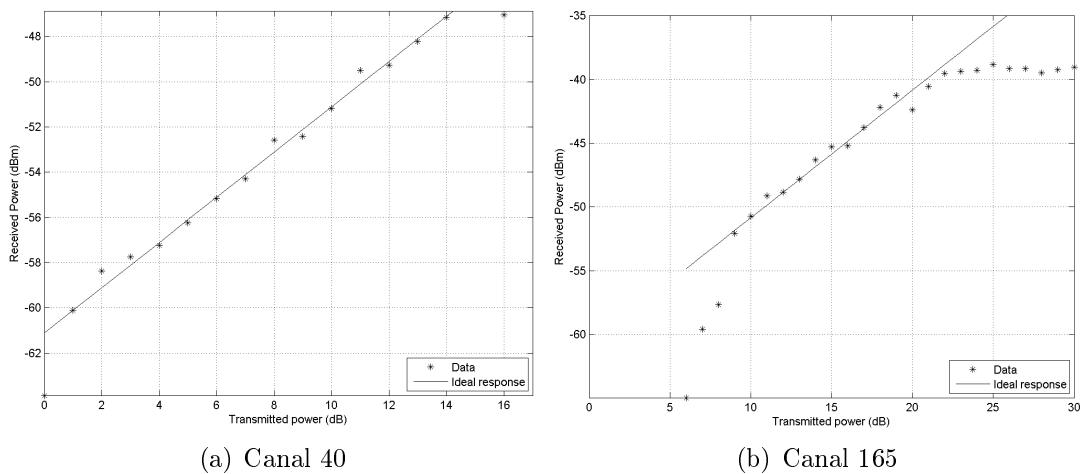 -48
-50
-52
-54
-56
-58
-60
-62
Received Power (dBm)
0 2 4 6 8 10 12 14 16
Transmitted power (dB)
Data
Ideal response
(a) Canal 40
-35
-40
-45
-50
-55
-60
Received Power (dBm)
0 5 10 15 20 25 30
Transmitted power (dB)
Data
Ideal response
(b) Canal 165